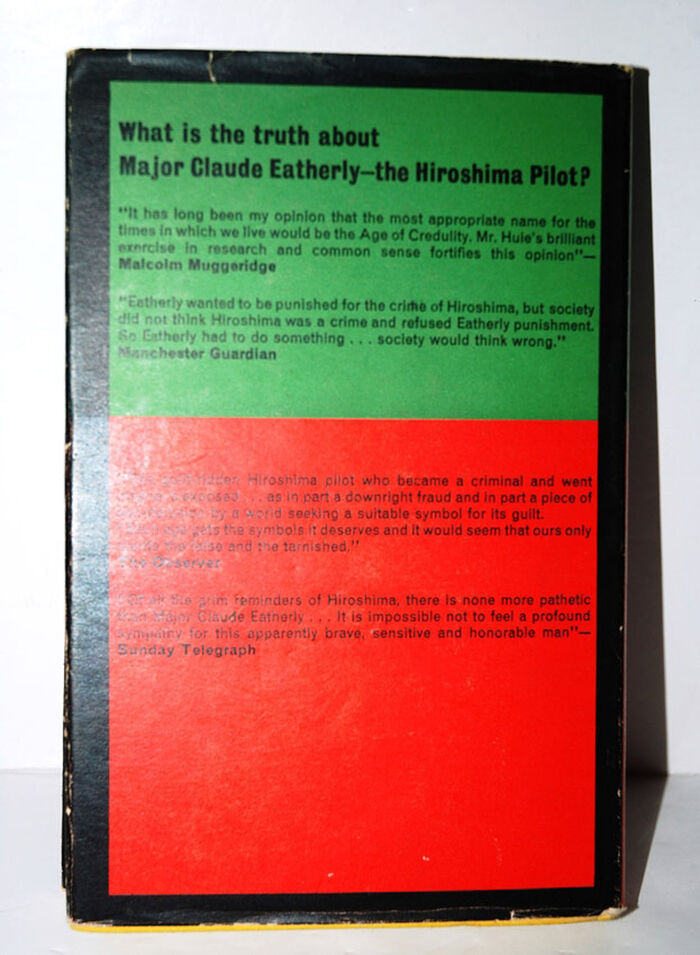 What is the truth about
Major Claude Eatherly—the Hiroshima Pilot?
"It has long been my opinion that the most appropriate name for the
times in which we live would be the Age of Credulity. Mr. Huie's brilliant
exercise in research and common sense fortifies this opinion"—
Malcolm Muggeridge
"Eatherly wanted to be punished for the crime of Hiroshima, but society
did not think Hiroshima was a crime and refused Eatherly punishment.
So Eatherly had to do something . . . society would think wrong."
Manchester Guardian
Hiroshima pilot who became a criminal and went
exposed . . . as in part a downright fraud and in part a piece of
by a world seeking a suitable symbol for its guilt.
gets the symbols it deserves and it would seem that ours only
the false and the tarnished."
The Observer
the grim reminders of Hiroshima, there is none more pathetic
than Major Claude Eatherly . . . It is impossible not to feel a profound
sympathy for this apparently brave, sensitive and honorable man"—
Sunday Telegraph